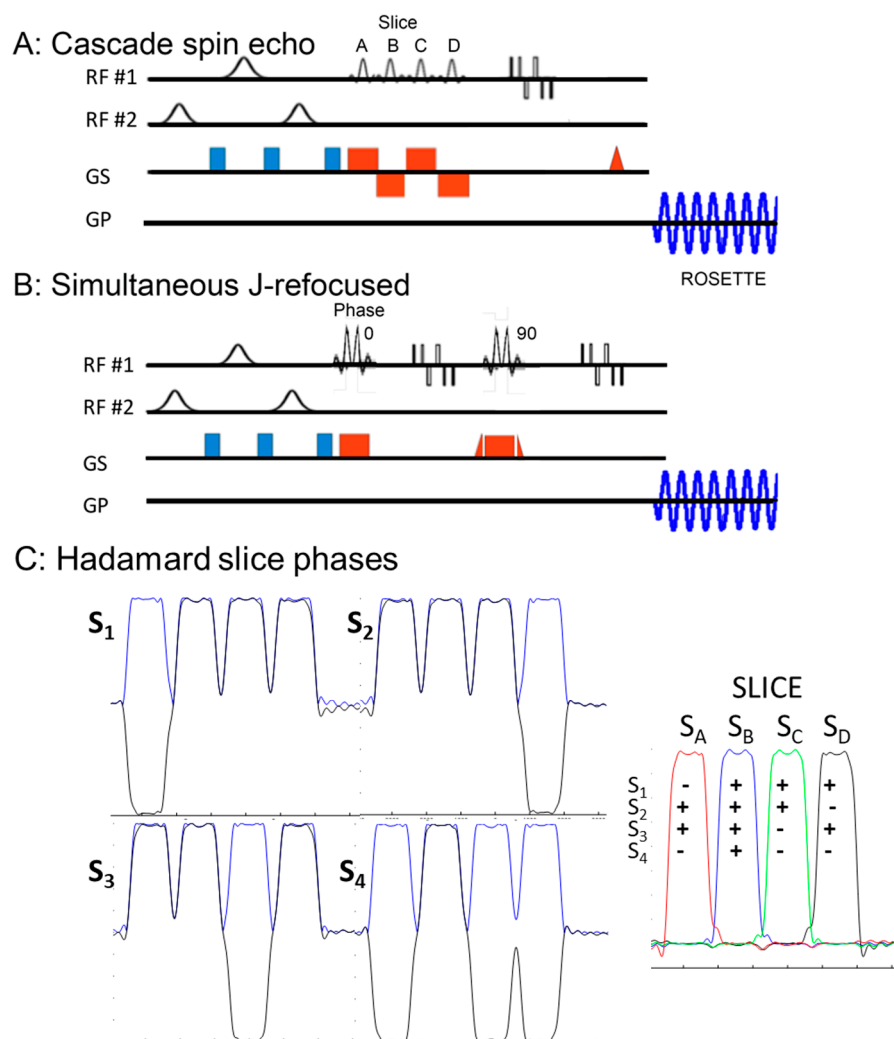 A: Cascade spin echo
Slice
A B C D
RF #1
RF #2
GS
GP
ROSETTE
B: Simultaneous J-refocused
Phase
0
90
RF #1
RF #2
GS
GP
C: Hadamard slice phases
S1
S2
SLICE
SA SB SC SD
S1 - + + +
S2 + + + -
S3 + + - +
S4 - + - -
S3
S4